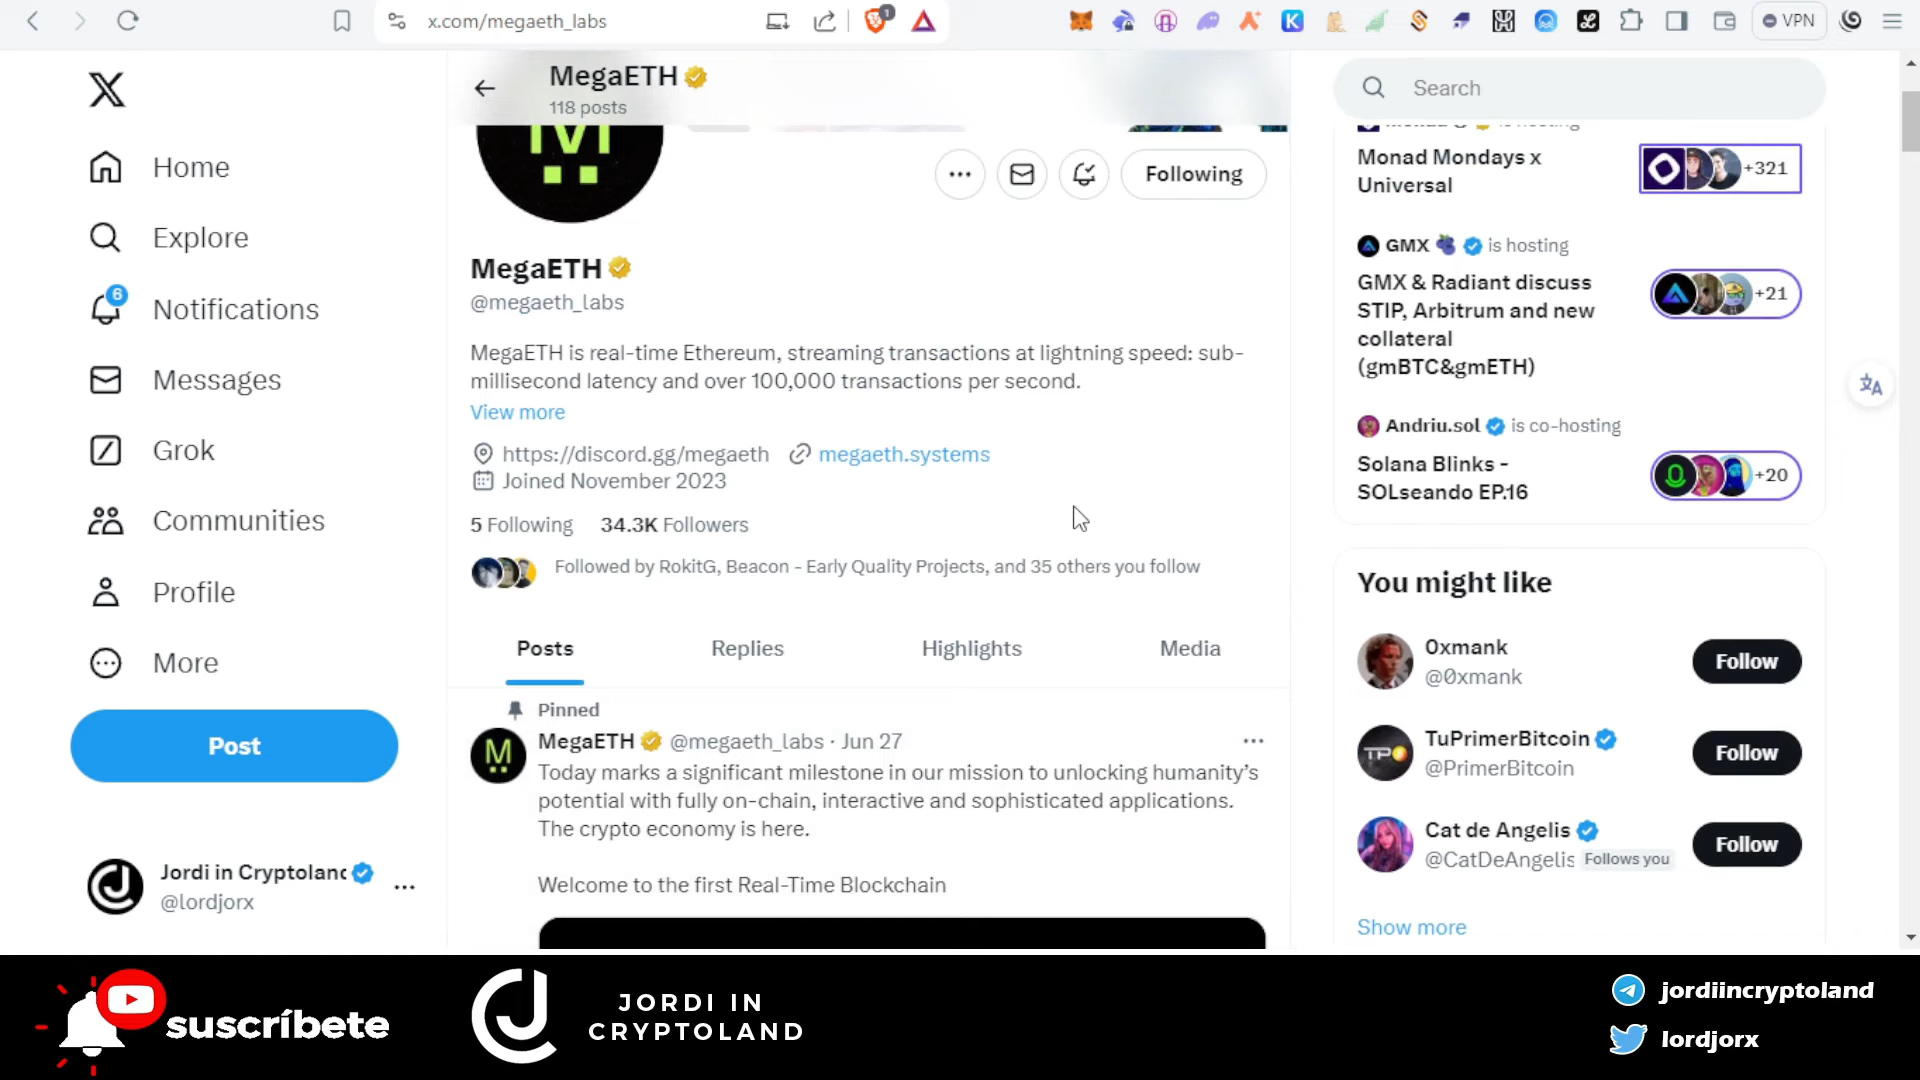 x.com/megaeth_labs
1
VPN
MegaETH
118 posts
Search
Home
Explore
6
Notifications
Messages
Grok
Communities
Profile
More
Post
Jordi in Cryptolanc
@lordjorx
Following
MegaETH
@megaeth_labs
MegaETH is real-time Ethereum, streaming transactions at lightning speed: sub-
millisecond latency and over 100,000 transactions per second.
View more
https://discord.gg/megaeth megaeth.systems
Joined November 2023
5 Following 34.3K Followers
Followed by RokitG, Beacon - Early Quality Projects, and 35 others you follow
Posts Replies Highlights Media
Pinned
MegaETH @megaeth_labs · Jun 27
Today marks a significant milestone in our mission to unlocking humanity's
potential with fully on-chain, interactive and sophisticated applications.
The crypto economy is here.
Welcome to the first Real-Time Blockchain
Monad Mondays x
Universal
+321
GMX is hosting
GMX & Radiant discuss
STIP, Arbitrum and new
collateral
(gmBTC&gmETH)
+21
Andriu.sol is co-hosting
Solana Blinks -
SOLseando EP.16
+20
You might like
0xmank
@0xmank
Follow
TuPrimerBitcoin
@PrimerBitcoin
Follow
Cat de Angelis
@CatDeAngelis Follows you
Follow
Show more
suscríbete
JORDI IN
CRYPTOLAND
jordiincryptoland
lordjorx